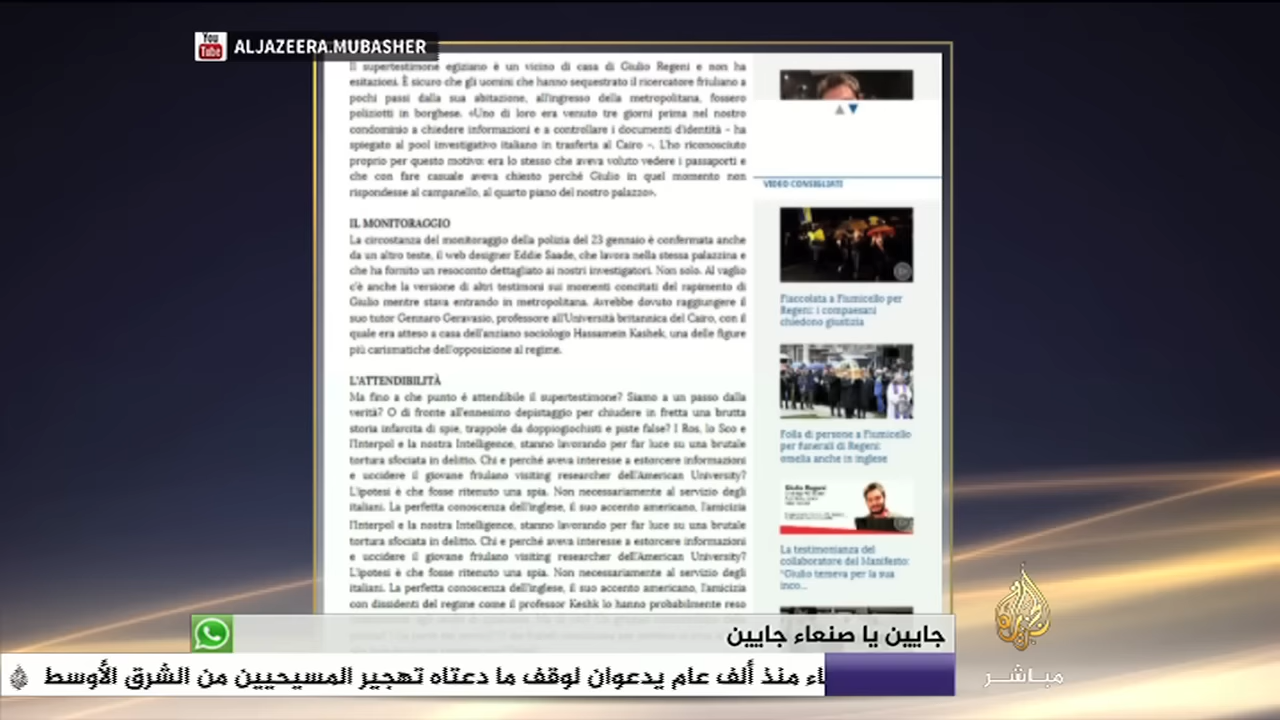 You
Tube
ALJAZEERA.MUBASHER
Il supertestimone egiziano è un vicino di casa di Giulio Regeni e non ha
esitazioni. È sicuro che gli uomini che hanno sequestrato il ricercatore friulano a
pochi passi dalla sua abitazione, all'ingresso della metropolitana, fossero
poliziotti in borghese. «Uno di loro era venuto tre giorni prima nel nostro
condominio a chiedere informazioni e a controllare i documenti d'identità – ha
spiegato al pool investigativo italiano in trasferta al Cairo –. L'ho riconosciuto
proprio per questo motivo: era lo stesso che aveva voluto vedere i passaporti e
che con fare casuale aveva chiesto perché Giulio in quel momento non
rispondesse al campanello, al quarto piano del nostro palazzo».
IL MONITORAGGIO
La circostanza del monitoraggio della polizia del 23 gennaio è confermata anche
da un altro teste, il web designer Eddie Saade, che lavora nella stessa palazzina e
che ha fornito un resoconto dettagliato ai nostri investigatori. Non solo. Al vaglio
c'è anche la versione di altri testimoni sui momenti concitati del rapimento di
Giulio mentre stava entrando in metropolitana. Avrebbe dovuto raggiungere il
suo tutor Gennaro Geravasio, professore all'Università britannica del Cairo, con il
quale era atteso a casa dell'anziano sociologo Hassamein Kashek, una delle figure
più carismatiche dell'opposizione al regime.
L'ATTENDIBILITÀ
Ma fino a che punto è attendibile il supertestimone? Siamo a un passo dalla
verità? O di fronte all'ennesimo depistaggio per chiudere in fretta una brutta
storia infarcita di spie, trappole da doppiogiochisti e piste false? I Ros, lo Sco e
l'Interpol e la nostra Intelligence, stanno lavorando per far luce su una brutale
tortura sfociata in delitto. Chi e perché aveva interesse a estorcere informazioni
e uccidere il giovane friulano visiting researcher dell'American University?
L'ipotesi è che fosse ritenuto una spia. Non necessariamente al servizio degli
italiani. La perfetta conoscenza dell'inglese, il suo accento americano, l'amicizia
l'Interpol e la nostra Intelligence, stanno lavorando per far luce su una brutale
tortura sfociata in delitto. Chi e perché aveva interesse a estorcere informazioni
e uccidere il giovane friulano visiting researcher dell'American University?
L'ipotesi è che fosse ritenuto una spia. Non necessariamente al servizio degli
italiani. La perfetta conoscenza dell'inglese, il suo accento americano, l'amicizia
con dissidenti del regime come il professor Keshk lo hanno probabilmente reso
VIDEO CONSIGLIATI
Fiaccolata a Fiumicello per
Regeni: i compaesani
chiedono giustizia
Folla di persone a Fiumicello
per funerali di Regeni:
omelia anche in inglese
Giulio Regeni
La testimonianza del
collaboratore del Manifesto:
"Giulio temeva per la sua
inco...
جايين يا صنعاء جايين
اء منذ ألف عام يدعوان لوقف ما دعتاه تهجير المسيحيين من الشرق الأوسط
الجزيرة
مباشر